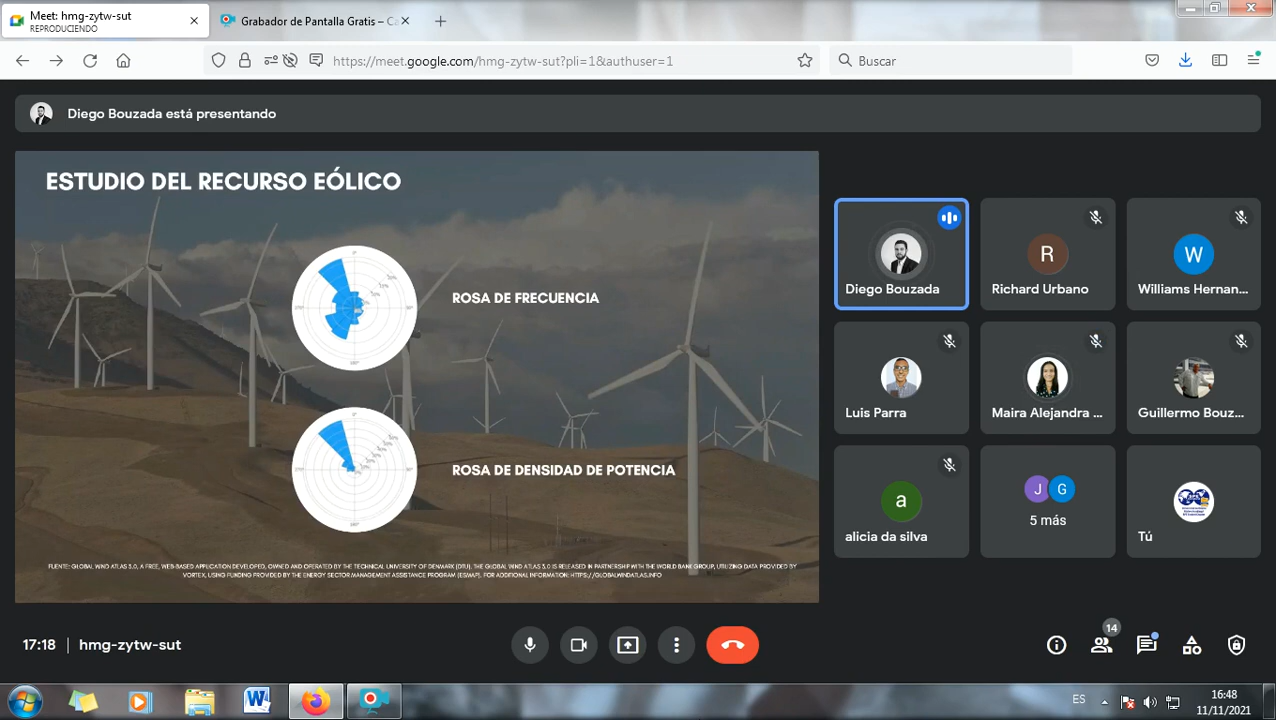 Meet: hmg-zytw-sut
REPRODUCIENDO
Grabador de Pantalla Gratis – Ca
https://meet.google.com/hmg-zytw-sut?pli=1&authuser=1
Buscar
Diego Bouzada está presentando
ESTUDIO DEL RECURSO EÓLICO
ROSA DE FRECUENCIA
ROSA DE DENSIDAD DE POTENCIA
FUENTE: GLOBAL WIND ATLAS 3.0, A FREE, WEB-BASED APPLICATION DEVELOPED, OWNED AND OPERATED BY THE TECHNICAL UNIVERSITY OF DENMARK (DTU). THE GLOBAL WIND ATLAS 3.0 IS RELEASED IN PARTNERSHIP WITH THE WORLD BANK GROUP, UTILIZING DATA PROVIDED BY
VORTEX, USING FUNDING PROVIDED BY THE ENERGY SECTOR MANAGEMENT ASSISTANCE PROGRAM (ESMAP). FOR ADDITIONAL INFORMATION: HTTPS://GLOBALWINDATLAS.INFO
Diego Bouzada
R
Richard Urbano
W
Williams Hernan...
Luis Parra
Maira Alejandra ...
Guillermo Bouz...
a
alicia da silva
J G
5 más
Tú
17:18 | hmg-zytw-sut
14
ES
16:48
11/11/2021